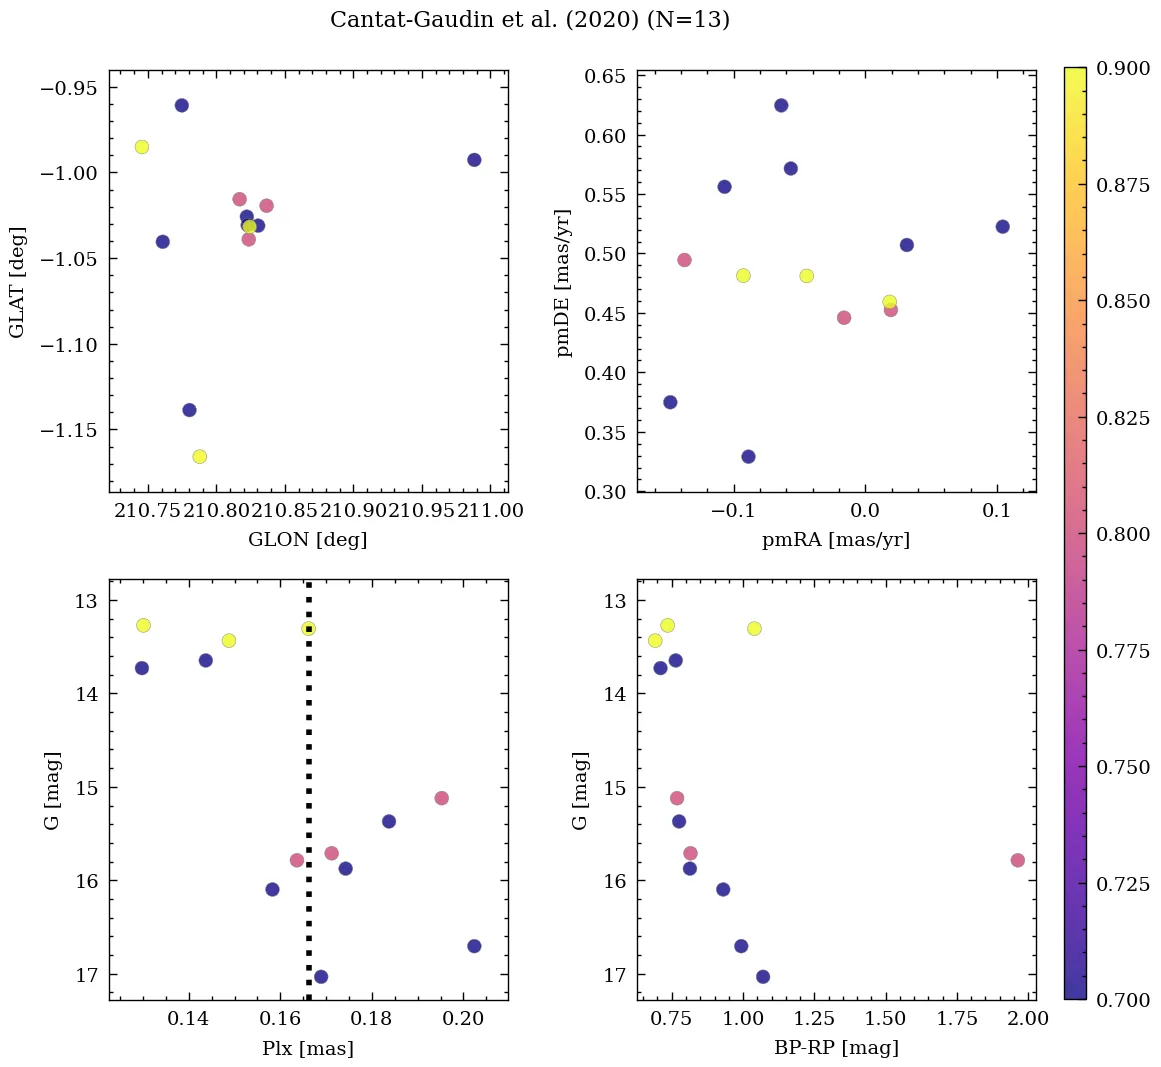 Cantat-Gaudin et al. (2020) (N=13)
−0.95
−1.00
−1.05
−1.10
−1.15
GLAT [deg]
210.75 210.80 210.85 210.90 210.95 211.00
GLON [deg]
0.65
0.60
0.55
0.50
0.45
0.40
0.35
0.30
pmDE [mas/yr]
−0.1 0.0 0.1
pmRA [mas/yr]
13
14
15
16
17
G [mag]
0.14 0.16 0.18 0.20
Plx [mas]
G [mag]
13
14
15
16
17
0.75 1.00 1.25 1.50 1.75 2.00
BP-RP [mag]
0.900
0.875
0.850
0.825
0.800
0.775
0.750
0.725
0.700